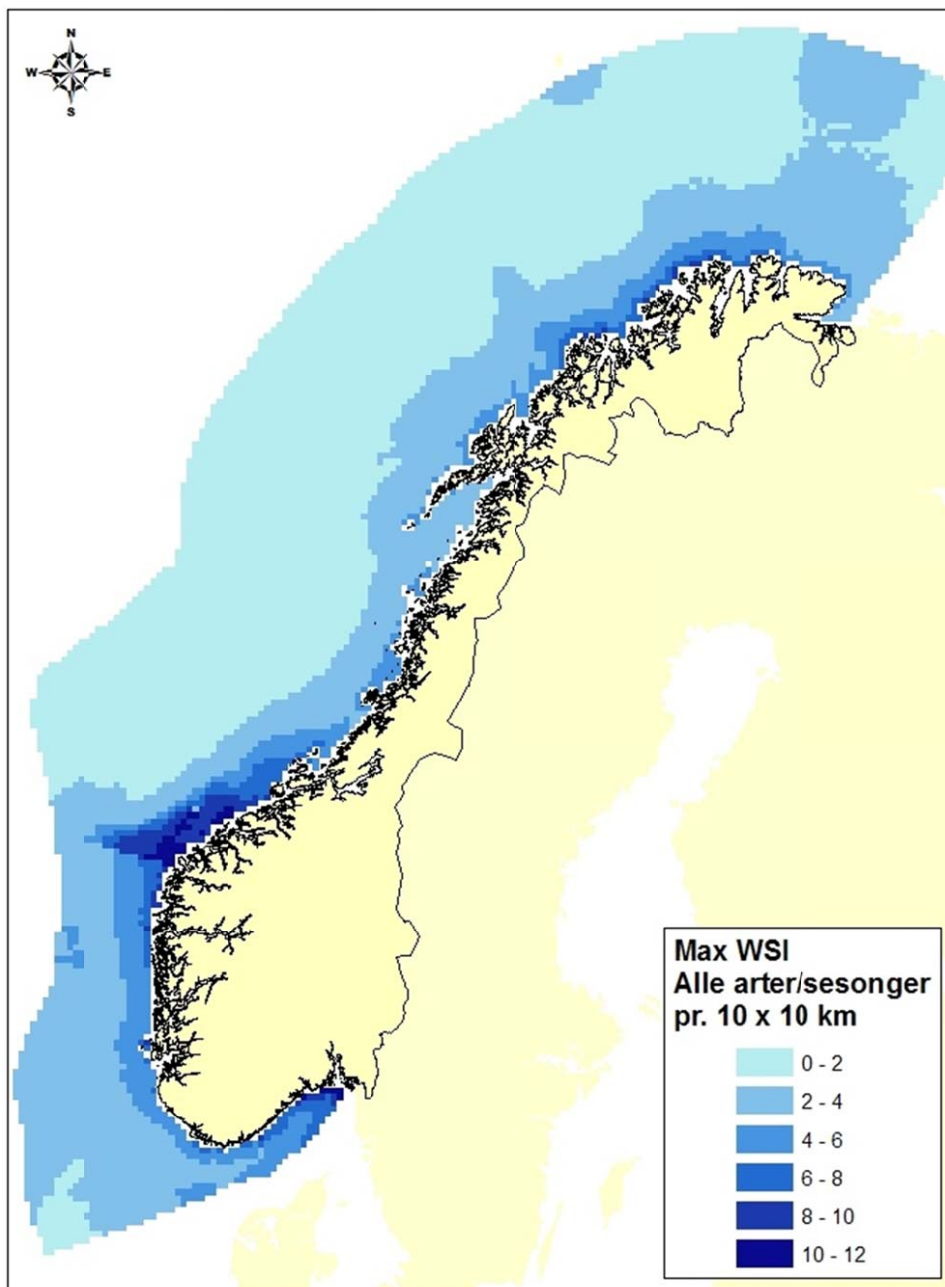 N
W E
S
Max WSI
Alle arter/sesonger
pr. 10 x 10 km
0 - 2
2 - 4
4 - 6
6 - 8
8 - 10
10 - 12